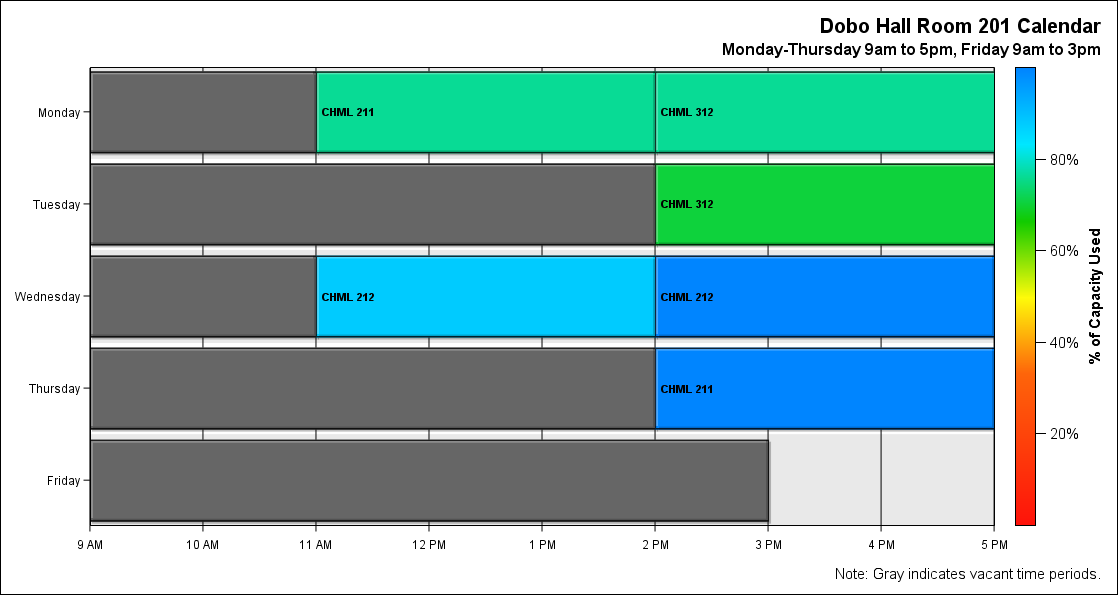 Dobo Hall Room 201 Calendar
Monday-Thursday 9am to 5pm, Friday 9am to 3pm
Monday
CHML 211
CHML 312
Tuesday
CHML 312
Wednesday
CHML 212
CHML 212
Thursday
CHML 211
Friday
9 AM
10 AM
11 AM
12 PM
1 PM
2 PM
3 PM
4 PM
5 PM
80%
60%
40%
20%
% of Capacity Used
Note: Gray indicates vacant time periods.